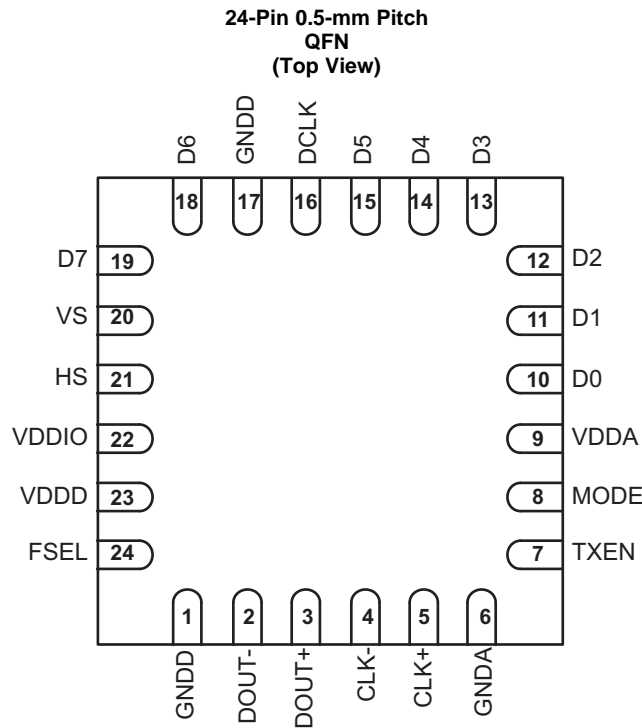 24-Pin 0.5-mm Pitch
QFN
(Top View)
D6 GNDD DCLK D5 D4 D3
18 17 16 15 14 13
D7 19 12 D2
VS 20 11 D1
HS 21 10 D0
VDDIO 22 9 VDDA
VDDD 23 8 MODE
FSEL 24 7 TXEN
1 2 3 4 5 6
GNDD DOUT- DOUT+ CLK- CLK+ GNDA